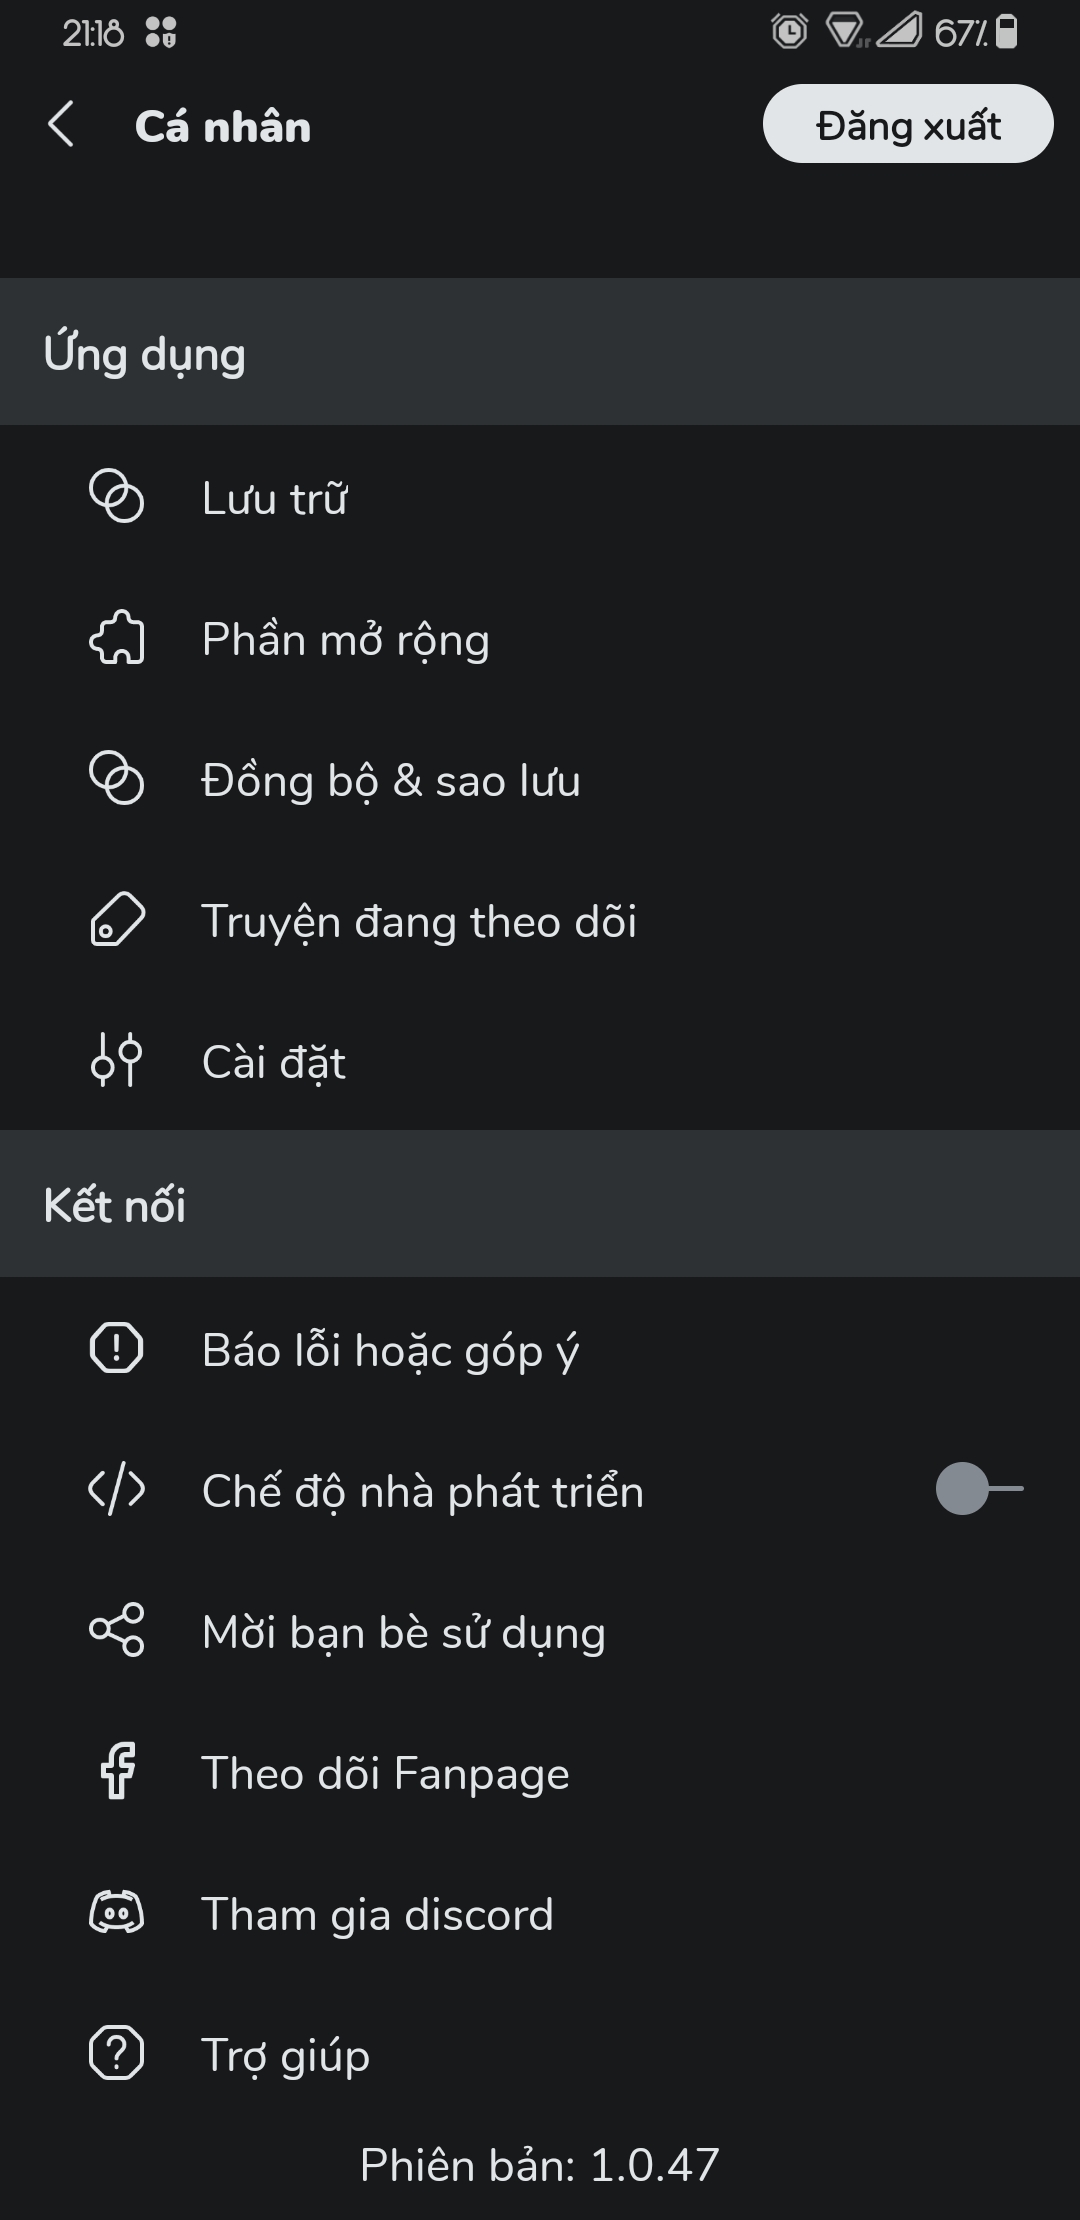 21:18
67%
Cá nhân
Đăng xuất
Ứng dụng
Lưu trữ
Phần mở rộng
Đồng bộ & sao lưu
Truyện đang theo dõi
Cài đặt
Kết nối
Báo lỗi hoặc góp ý
Chế độ nhà phát triển
Mời bạn bè sử dụng
Theo dõi Fanpage
Tham gia discord
Trợ giúp
Phiên bản: 1.0.47